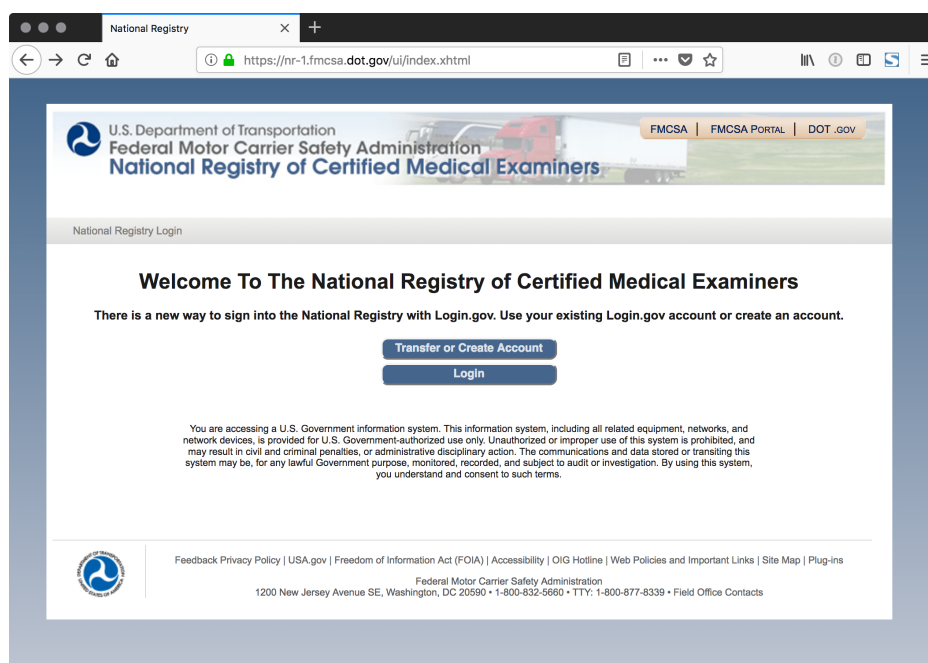 National Registry
https://nr-1.fmcsa.dot.gov/ui/index.xhtml
U.S. Department of Transportation
Federal Motor Carrier Safety Administration
National Registry of Certified Medical Examiners
FMCSA | FMCSA PORTAL | DOT .GOV
National Registry Login
Welcome To The National Registry of Certified Medical Examiners
There is a new way to sign into the National Registry with Login.gov. Use your existing Login.gov account or create an account.
Transfer or Create Account
Login
You are accessing a U.S. Government information system. This information system, including all related equipment, networks, and
network devices, is provided for U.S. Government-authorized use only. Unauthorized or improper use of this system is prohibited, and
may result in civil and criminal penalties, or administrative disciplinary action. The communications and data stored or transiting this
system may be, for any lawful Government purpose, monitored, recorded, and subject to audit or investigation. By using this system,
you understand and consent to such terms.
DEPARTMENT OF TRANSPORTATION
UNITED STATES OF AMERICA
Feedback Privacy Policy | USA.gov | Freedom of Information Act (FOIA) | Accessibility | OIG Hotline | Web Policies and Important Links | Site Map | Plug-ins
Federal Motor Carrier Safety Administration
1200 New Jersey Avenue SE, Washington, DC 20590 • 1-800-832-5660 • TTY: 1-800-877-8339 • Field Office Contacts